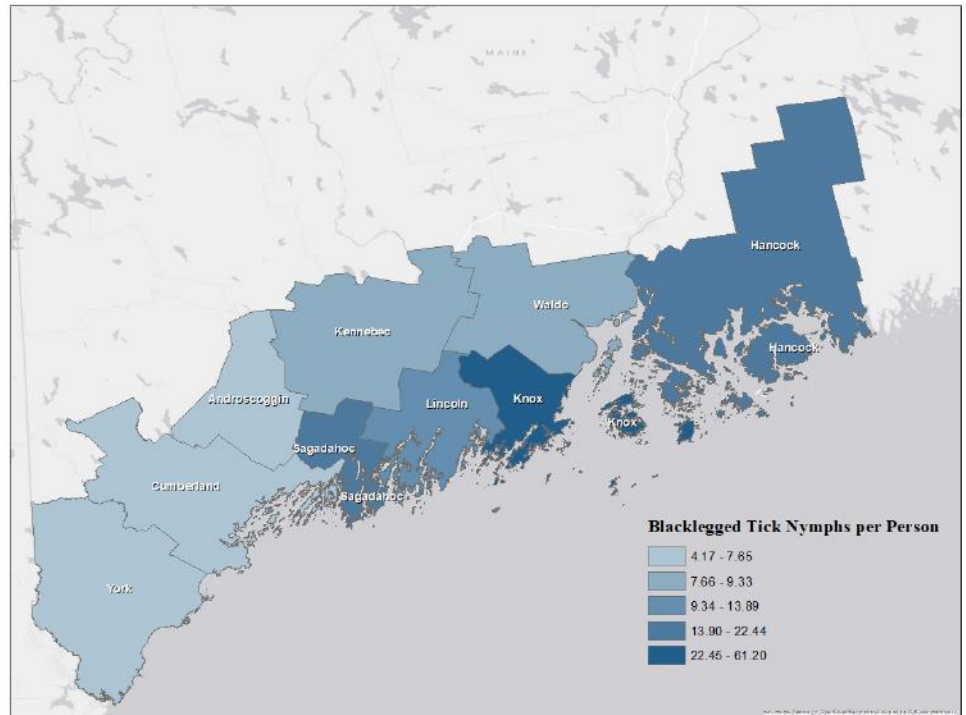 MAINE
Hancock
Waldo
Kennebec
Hancock
Androscoggin
Lincoln
Knox
Knox
Sagadahoc
Cumberland
Sagadahoc
York
Blacklegged Tick Nymphs per Person
4.17 - 7.65
7.66 - 9.33
9.34 - 13.89
13.90 - 22.44
22.45 - 61.20